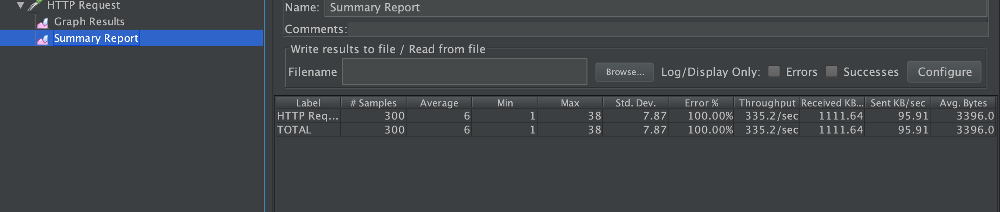 HTTP Request
Graph Results
Summary Report
Name: Summary Report
Comments:
Write results to file / Read from file
Filename Browse... Log/Display Only: Errors Successes Configure
Label # Samples Average Min Max Std. Dev. Error % Throughput Received KB... Sent KB/sec Avg. Bytes
HTTP Req... 300 6 1 38 7.87 100.00% 335.2/sec 1111.64 95.91 3396.0
TOTAL 300 6 1 38 7.87 100.00% 335.2/sec 1111.64 95.91 3396.0